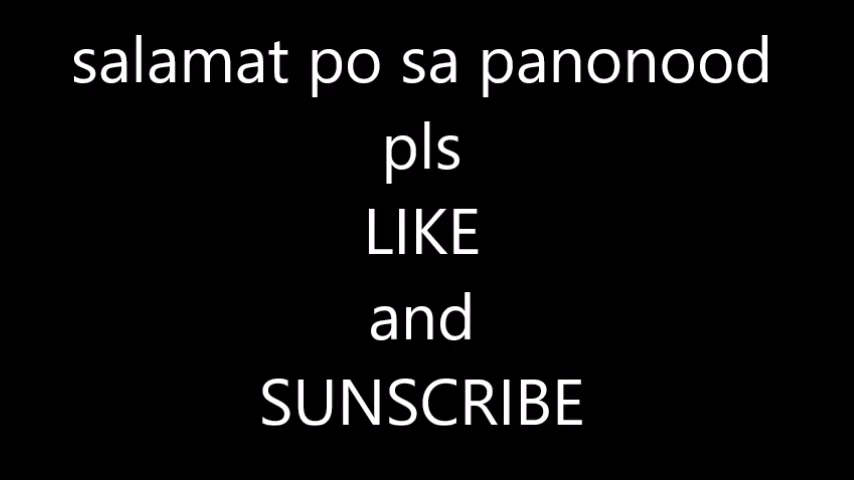 salamat po sa panonood
pls
LIKE
and
SUNSCRIBE